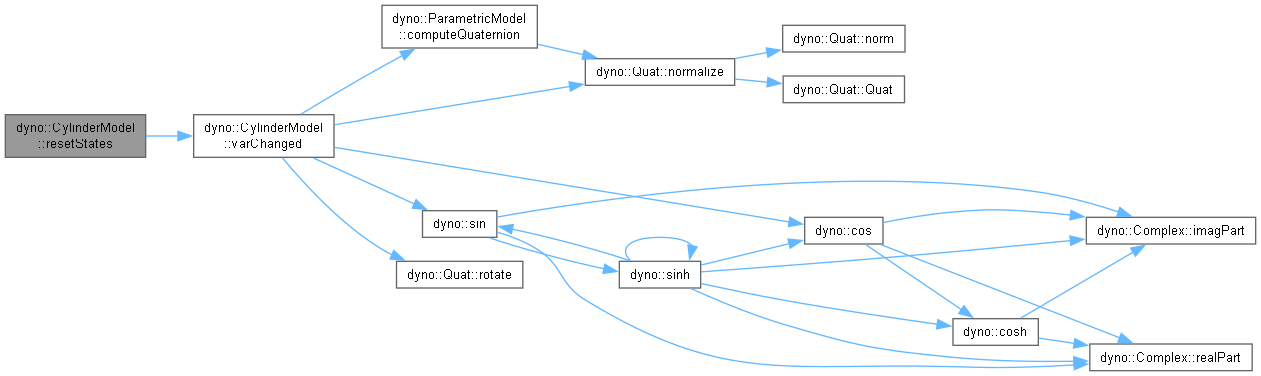 dyno::CylinderModel
::resetStates
dyno::CylinderModel
::varChanged
dyno::ParametricModel
::computeQuaternion
dyno::Quat::normalize
dyno::Quat::norm
dyno::Quat::Quat
dyno::sin
dyno::Quat::rotate
dyno::sinh
dyno::cos
dyno::cosh
dyno::Complex::imagPart
dyno::Complex::realPart